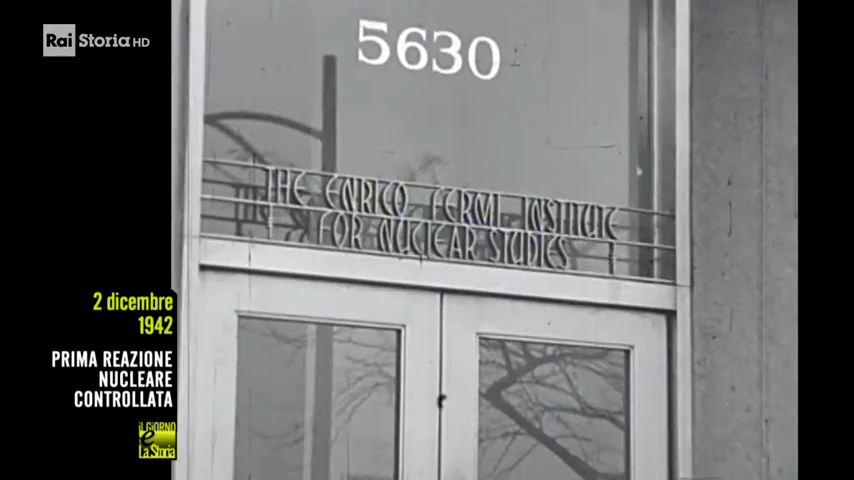 Rai Storia HD
5630
THE ENRICO FERMI INSTITUTE
FOR NUCLEAR STUDIES
2 dicembre
1942
PRIMA REAZIONE
NUCLEARE
CONTROLLATA
iL GiORNO
e
La Storia